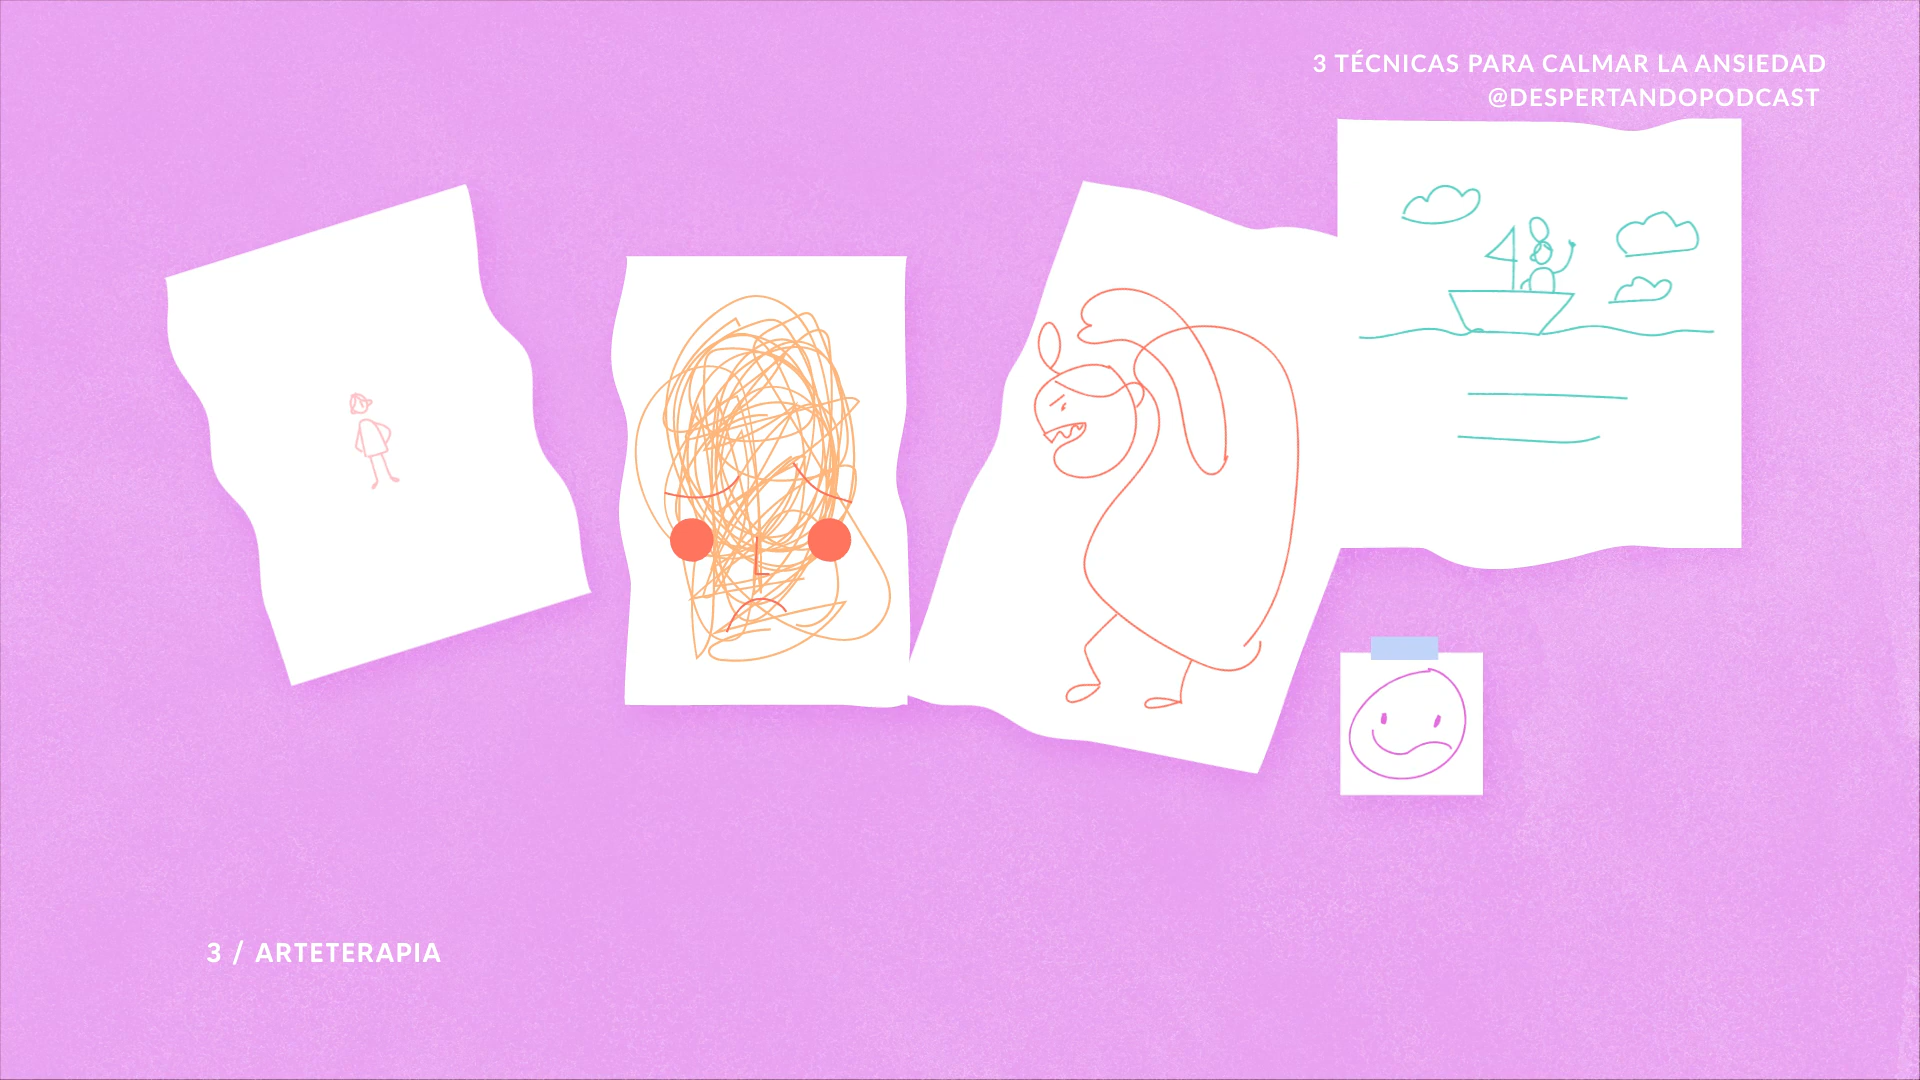 3 TÉCNICAS PARA CALMAR LA ANSIEDAD
@DESPERTANDOPODCAST
3 / ARTETERAPIA